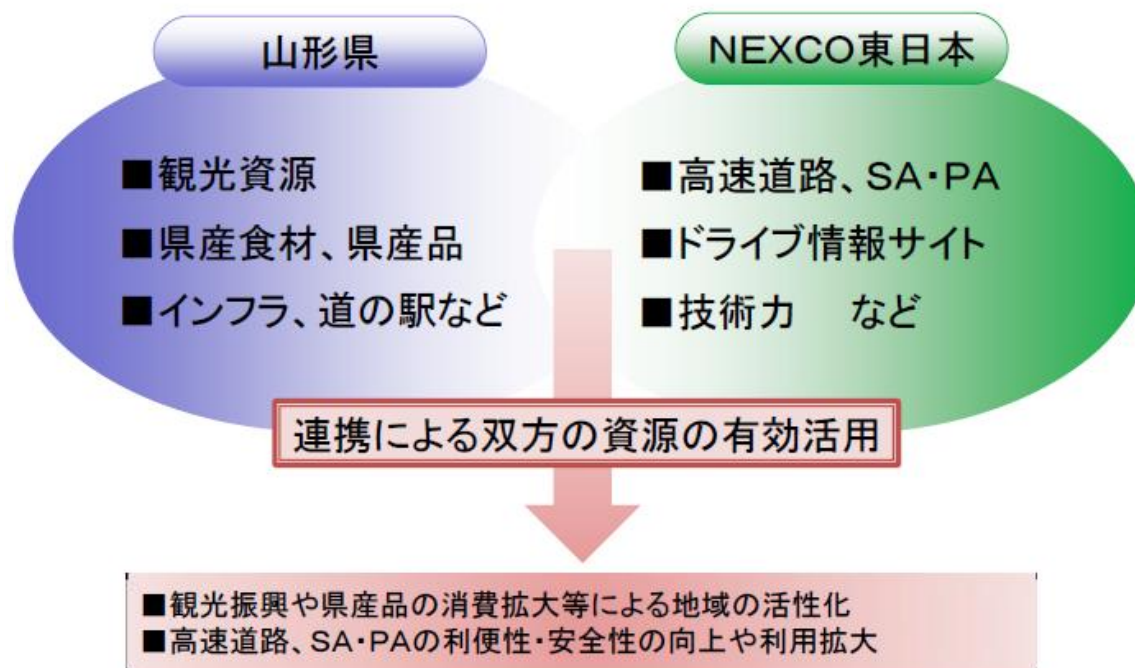 山形県
■観光資源
■県産食材、県産品
■インフラ、道の駅など
NEXCO東日本
■高速道路、SA・PA
■ドライブ情報サイト
■技術力　など
連携による双方の資源の有効活用
■観光振興や県産品の消費拡大等による地域の活性化
■高速道路、SA・PAの利便性・安全性の向上や利用拡大